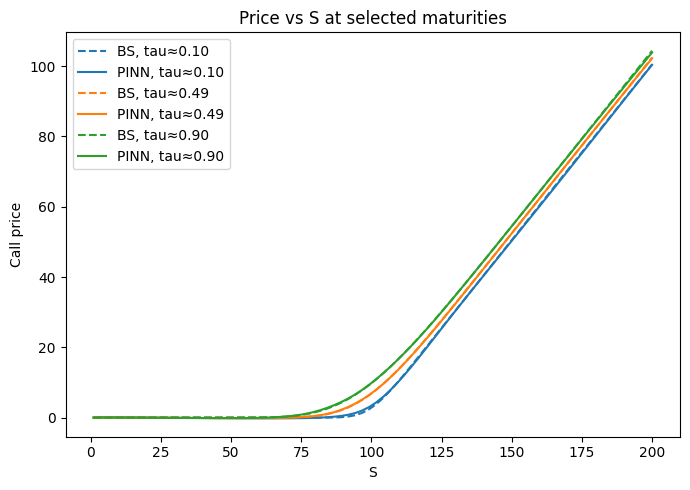 Price vs S at selected maturities
BS, tau≈0.10
PINN, tau≈0.10
BS, tau≈0.49
PINN, tau≈0.49
BS, tau≈0.90
PINN, tau≈0.90
Call price
100
80
60
40
20
0
0 25 50 75 100 125 150 175 200
S